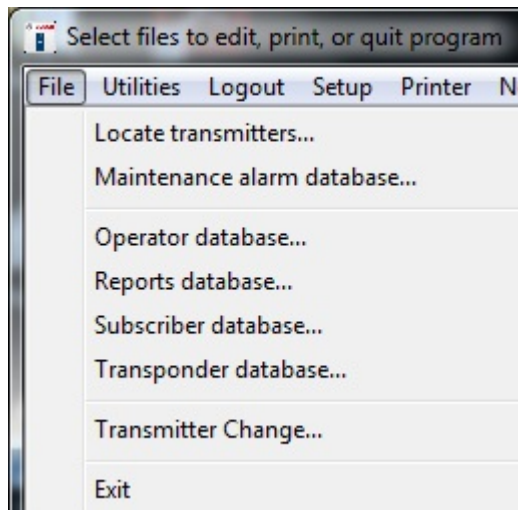 Select files to edit, print, or quit program
File Utilities Logout Setup Printer N
Locate transmitters...
Maintenance alarm database...
Operator database...
Reports database...
Subscriber database...
Transponder database...
Transmitter Change...
Exit